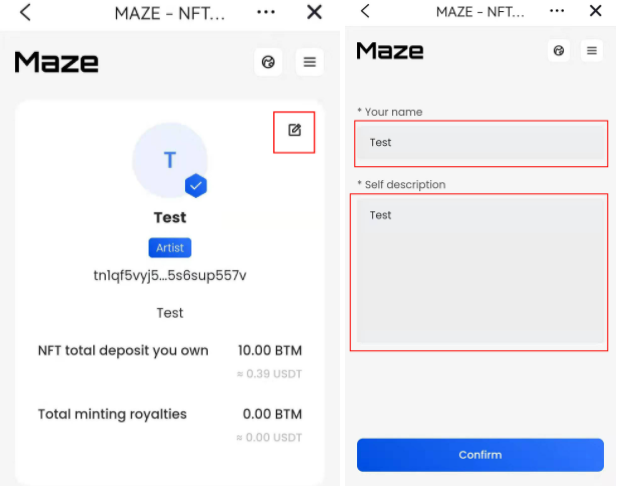 MAZE - NFT...
Maze
T
Test
Artist
tn1qf5vyj5...5s6sup557v
Test
NFT total deposit you own 10.00 BTM
≈ 0.39 USDT
Total minting royalties 0.00 BTM
≈ 0.00 USDT
MAZE - NFT...
Maze
* Your name
Test
* Self description
Test
Confirm